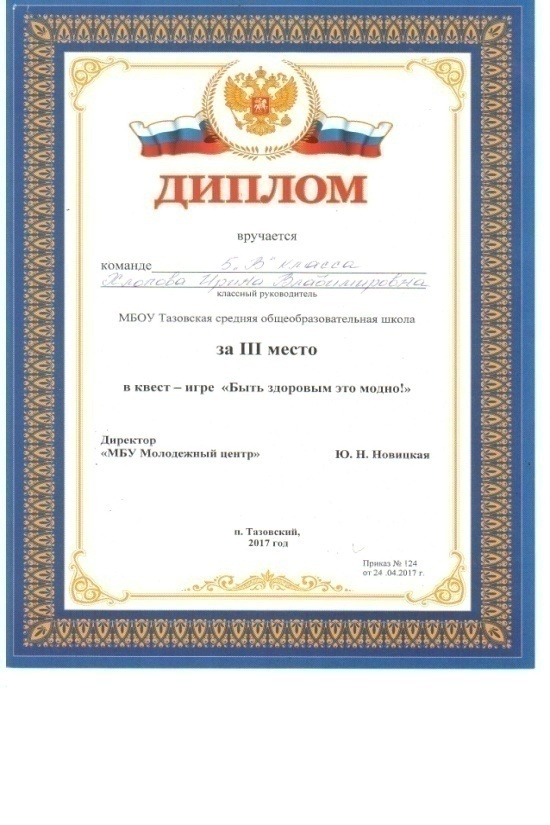 ДИПЛОМ
вручается
команде 5 „В" класса
Хлопова Ирина Владимировна
классный руководитель
МБОУ Тазовская средняя общеобразовательная школа
за III место
в квест – игре «Быть здоровым это модно!»
Директор
«МБУ Молодежный центр» Ю. Н. Новицкая
п. Тазовский,
2017 год
Приказ № 124
от 24 .04.2017 г.